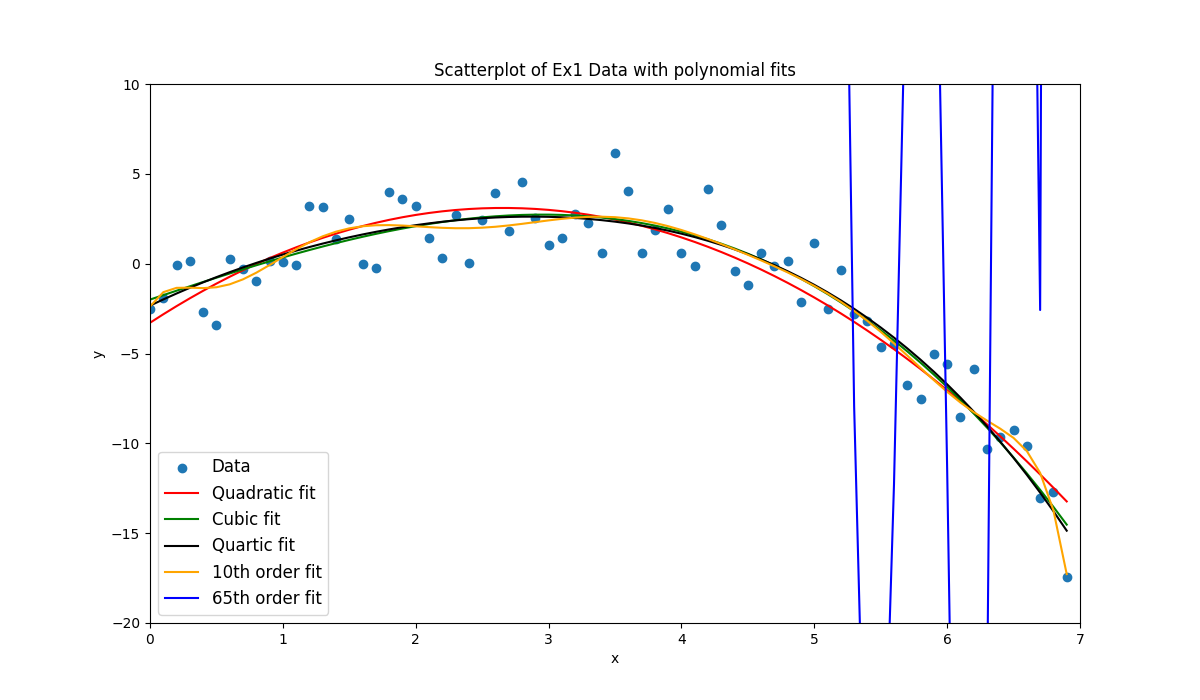 Scatterplot of Ex1 Data with polynomial fits
10
5
0
−5
−10
−15
−20
y
Data
Quadratic fit
Cubic fit
Quartic fit
10th order fit
65th order fit
0 1 2 3 4 5 6 7
x